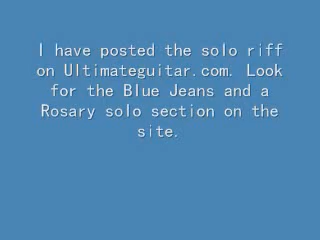 I have posted the solo riff
on Ultimateguitar.com. Look
for the Blue Jeans and a
Rosary solo section on the
site.